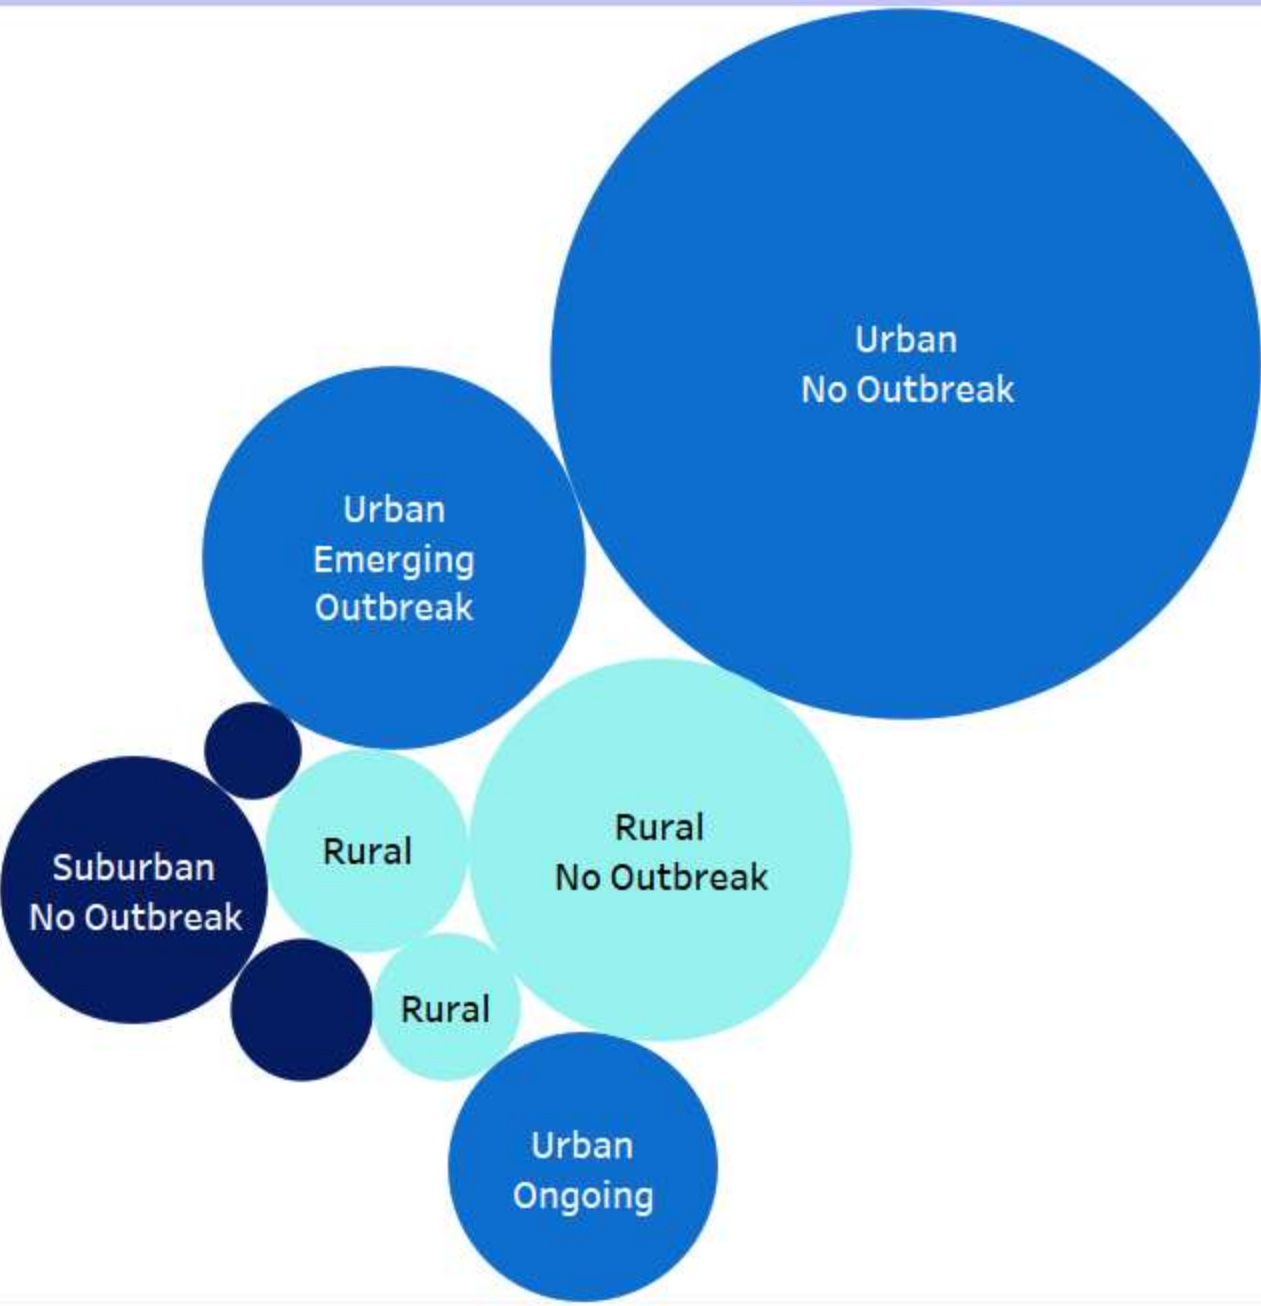 Urban
No Outbreak
Urban
Emerging
Outbreak
Rural
No Outbreak
Rural
Suburban
No Outbreak
Rural
Urban
Ongoing